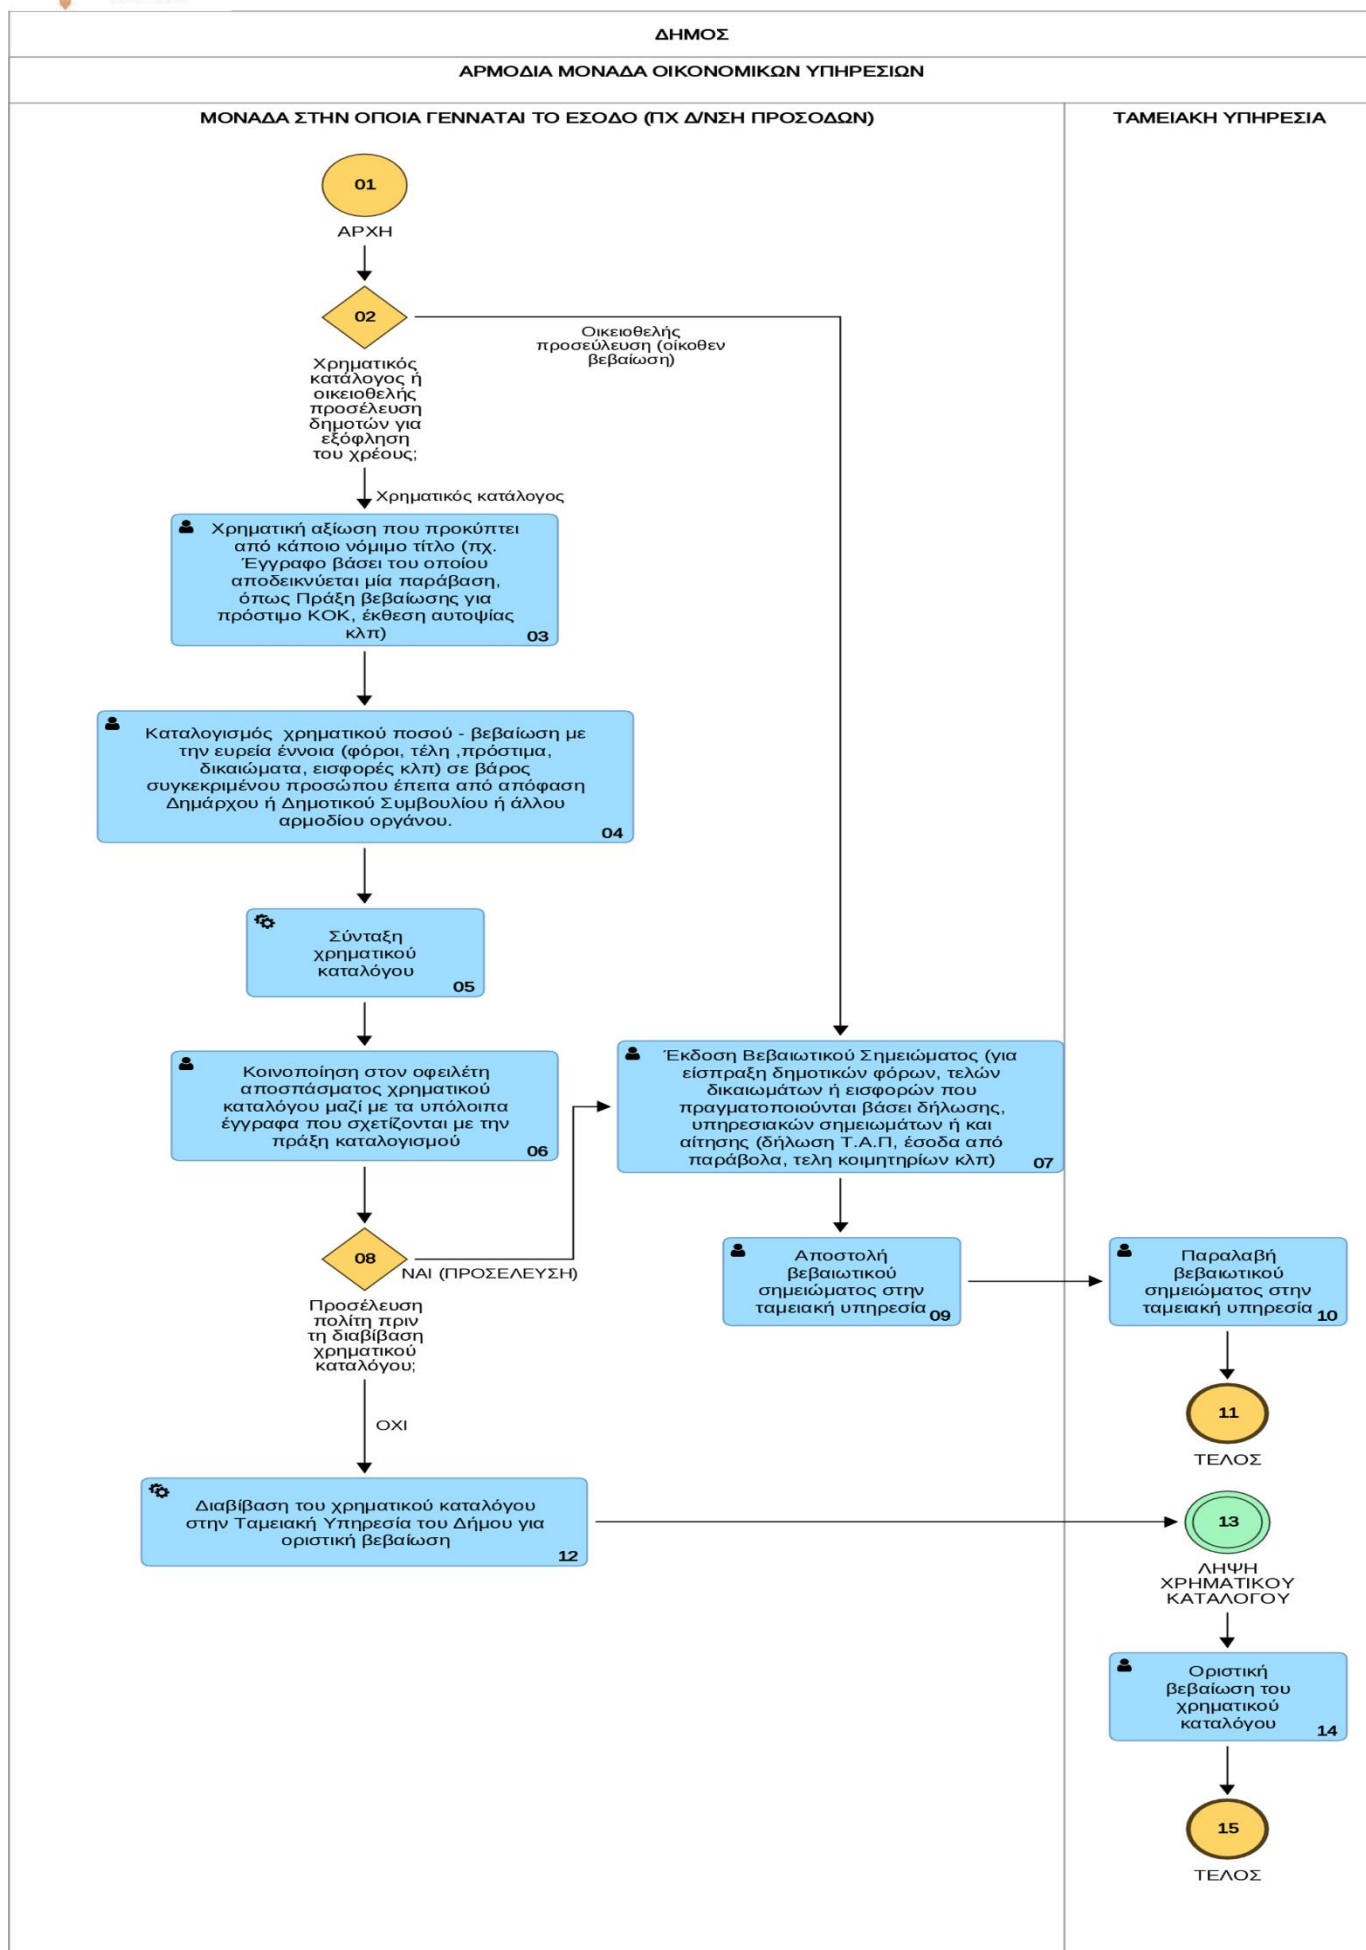 ΔΗΜΟΣ
ΑΡΜΟΔΙΑ ΜΟΝΑΔΑ ΟΙΚΟΝΟΜΙΚΩΝ ΥΠΗΡΕΣΙΩΝ
ΜΟΝΑΔΑ ΣΤΗΝ ΟΠΟΙΑ ΓΕΝΝΑΤΑΙ ΤΟ ΕΣΟΔΟ (ΠΧ Δ/ΝΣΗ ΠΡΟΣΟΔΩΝ)
ΤΑΜΕΙΑΚΗ ΥΠΗΡΕΣΙΑ
01
ΑΡΧΗ
02
Οικειοθελής
προσεύλευση (οίκοθεν
βεβαίωση)
Χρηματικός
κατάλογος ή
οικειοθελής
προσέλευση
δημοτών για
εξόφληση
του χρέους;
Χρηματικός κατάλογος
Χρηματική αξίωση που προκύπτει
από κάποιο νόμιμο τίτλο (πχ.
Έγγραφο βάσει του οποίου
αποδεικνύεται μία παράβαση,
όπως Πράξη βεβαίωσης για
πρόστιμο ΚΟΚ, έκθεση αυτοψίας
κλπ)
03
Καταλογισμός  χρηματικού ποσού - βεβαίωση με
την ευρεία έννοια (φόροι, τέλη ,πρόστιμα,
δικαιώματα, εισφορές κλπ) σε βάρος
συγκεκριμένου προσώπου έπειτα από απόφαση
Δημάρχου ή Δημοτικού Συμβουλίου ή άλλου
αρμοδίου οργάνου.
04
Σύνταξη
χρηματικού
καταλόγου
05
Κοινοποίηση στον οφειλέτη
αποσπάσματος χρηματικού
καταλόγου μαζί με τα υπόλοιπα
έγγραφα που σχετίζονται με την
πράξη καταλογισμού
06
Έκδοση Βεβαιωτικού Σημειώματος (για
είσπραξη δημοτικών φόρων, τελών
δικαιωμάτων ή εισφορών που
πραγματοποιούνται βάσει δήλωσης,
υπηρεσιακών σημειωμάτων ή και
αίτησης (δήλωση Τ.Α.Π, έσοδα από
παράβολα, τελη κοιμητηρίων κλπ)
07
08
ΝΑΙ (ΠΡΟΣΕΛΕΥΣΗ)
Προσέλευση
πολίτη πριν
τη διαβίβαση
χρηματικού
καταλόγου;
ΟΧΙ
Αποστολή
βεβαιωτικού
σημειώματος στην
ταμειακή υπηρεσία
09
Παραλαβή
βεβαιωτικού
σημειώματος στην
ταμειακή υπηρεσία
10
11
ΤΕΛΟΣ
Διαβίβαση του χρηματικού καταλόγου
στην Ταμειακή Υπηρεσία του Δήμου για
οριστική βεβαίωση
12
13
ΛΗΨΗ
ΧΡΗΜΑΤΙΚΟΥ
ΚΑΤΑΛΟΓΟΥ
Οριστική
βεβαίωση του
χρηματικού
καταλόγου
14
15
ΤΕΛΟΣ